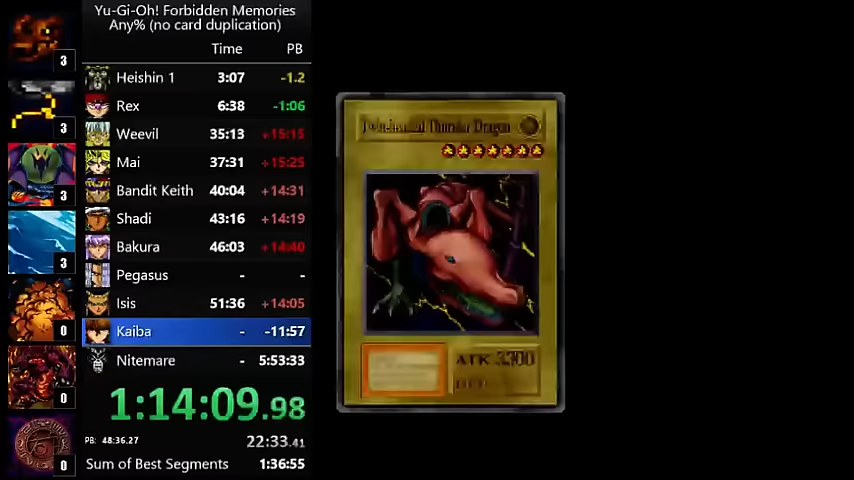 Yu-Gi-Oh! Forbidden Memories
Any% (no card duplication)
Time PB
3 Heishin 1 3:07 -1.2
Rex 6:38 -1:06
3 Weevil 35:13 +15:15
Mai 37:31 +15:25
3 Bandit Keith 40:04 +14:31
Shadi 43:16 +14:19
Bakura 46:03 +14:40
3 Pegasus - -
Isis 51:36 +14:05
0 Kaiba - -11:57
Nitemare - 5:53:33
0 1:14:09.98
PB: 48:36.27 22:33.41
0 Sum of Best Segments 1:36:55
Twin-headed Thunder Dragon
ATK 3300